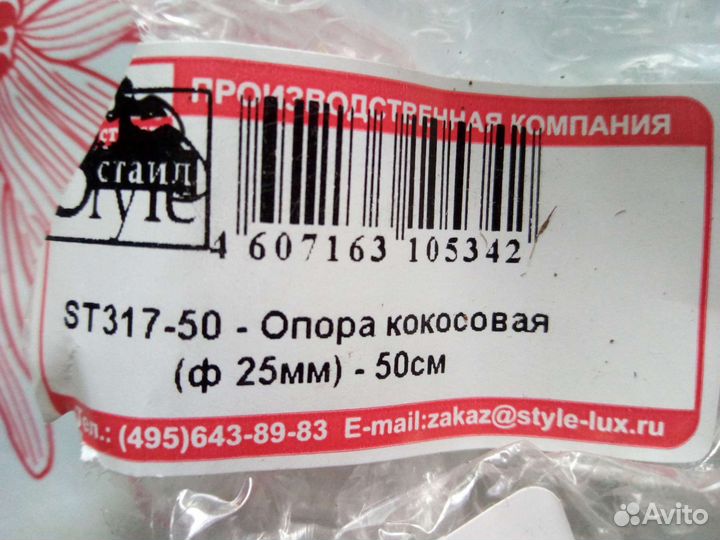 ПРОИЗВОДСТВЕННАЯ КОМПАНИЯ
стаил
Style
4 607163 105342
ST317-50 - Опора кокосовая
(ф 25мм) - 50см
Тел.: (495)643-89-83 E-mail:zakaz@style-lux.ru
Avito